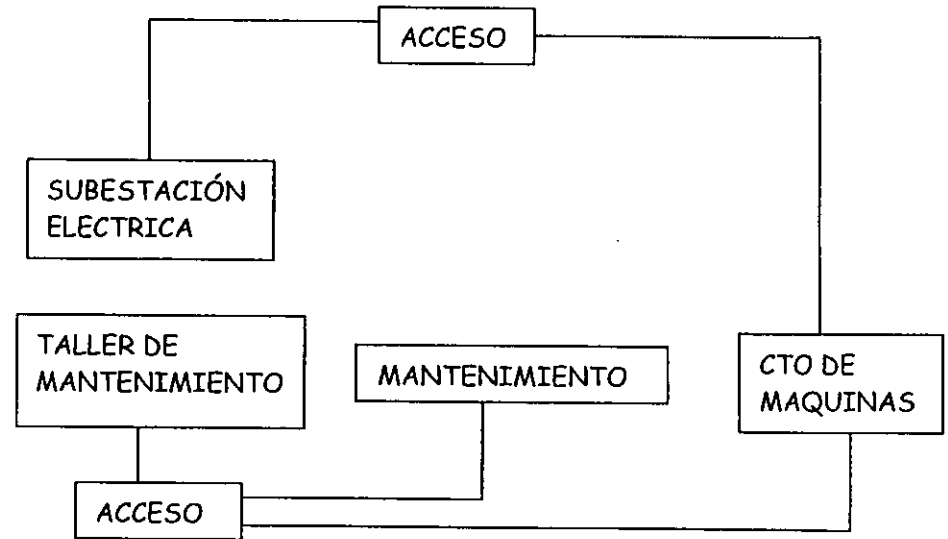 ACCESO
SUBESTACIÓN
ELECTRICA
TALLER DE
MANTENIMIENTO
MANTENIMIENTO
CTO DE
MAQUINAS
ACCESO